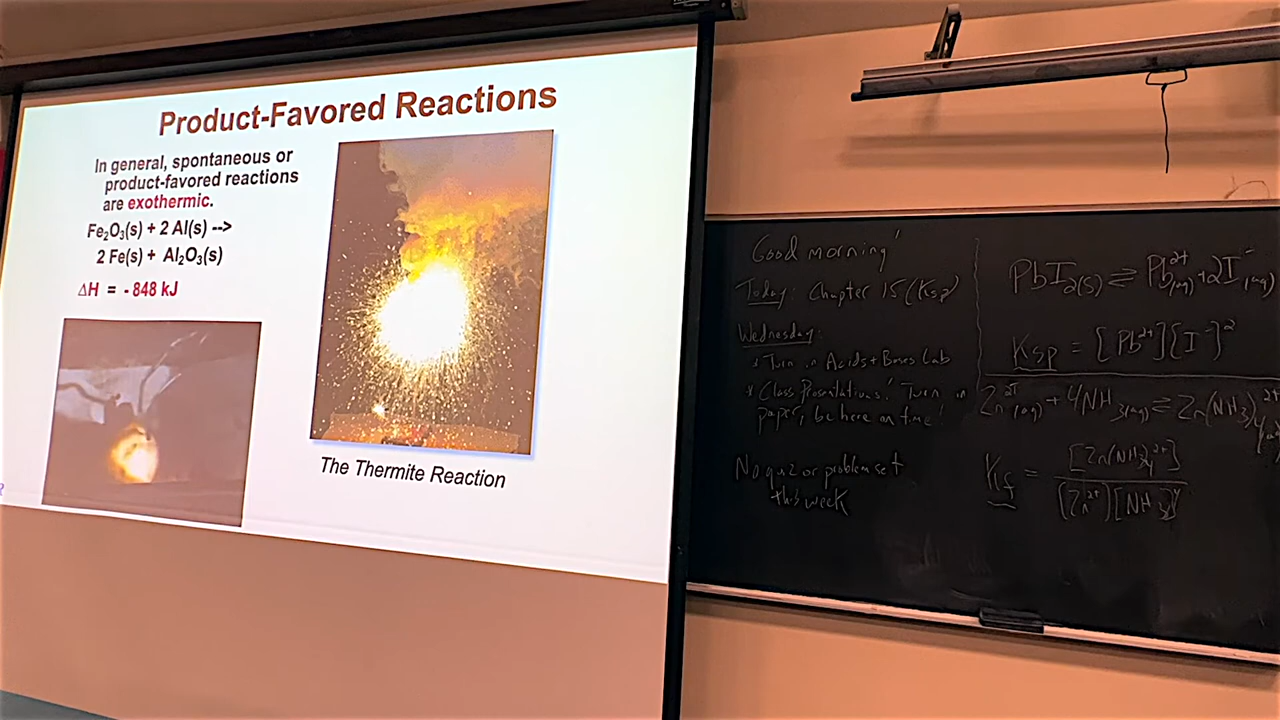 Product-Favored Reactions
In general, spontaneous or
product-favored reactions
are exothermic.
Fe₂O₃(s) + 2 Al(s) -->
2 Fe(s) + Al₂O₃(s)
ΔH = - 848 kJ
The Thermite Reaction
Good morning!
Today: Chapter 15 (Ksp)
Wednesday:
* Turn in Acids + Bases Lab
* Class Presentations! Turn in
paper, be here on time!
No quiz or problem set
this week
PbI₂(s) ⇌ Pb²⁺(aq) + 2I⁻(aq)
Ksp = [Pb²⁺][I⁻]²
Zn²⁺(aq) + 4NH₃(aq) ⇌ Zn(NH₃)₄²⁺
Kf = [Zn(NH₃)₄²⁺]
[Zn²⁺][NH₃]⁴